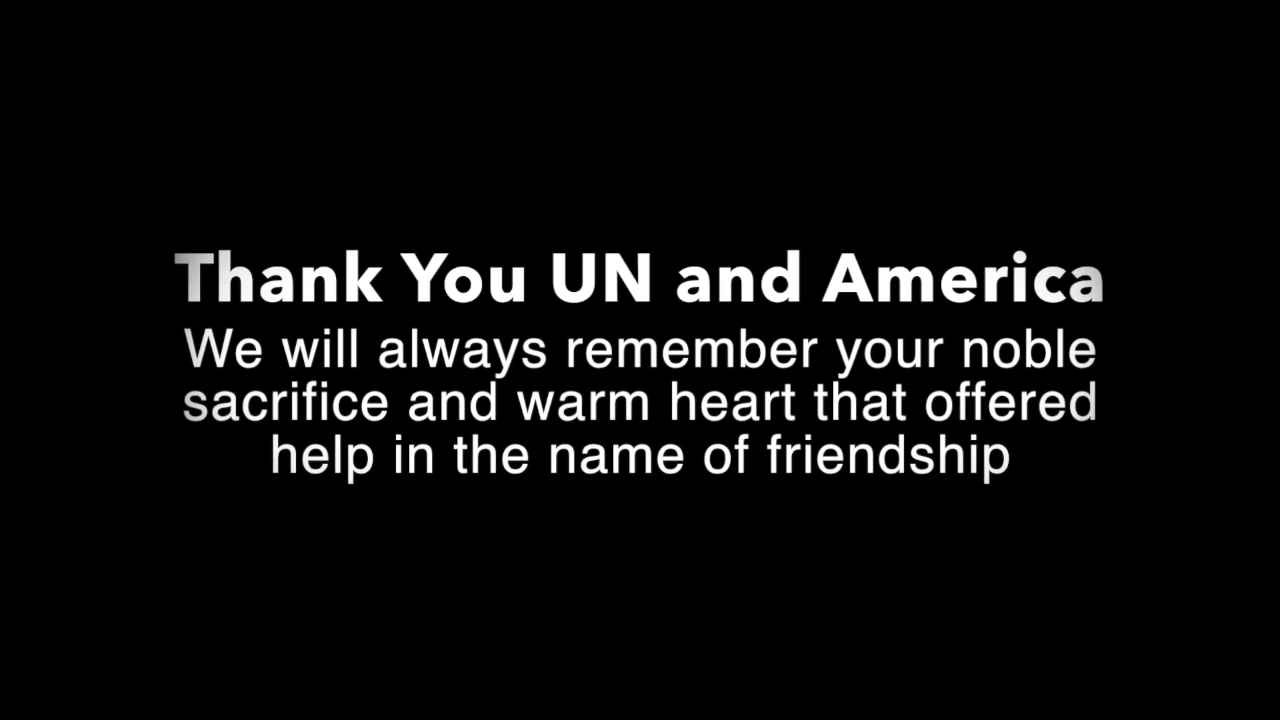 Thank You UN and America
We will always remember your noble
sacrifice and warm heart that offered
help in the name of friendship